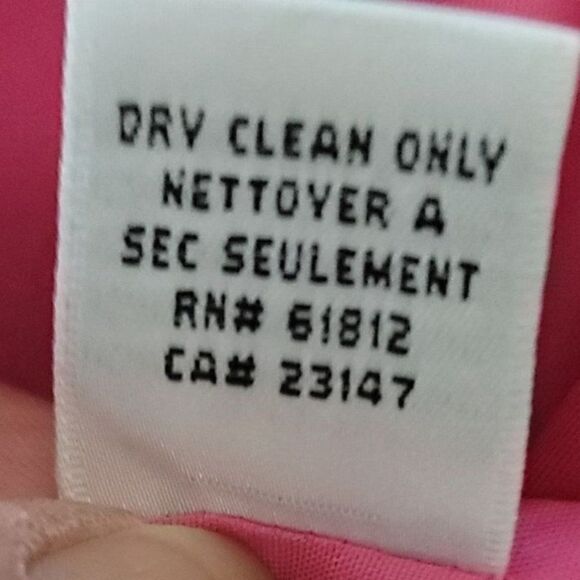 DRY CLEAN ONLY
NETTOYER A
SEC SEULEMENT
RN# 61812
CA# 23147